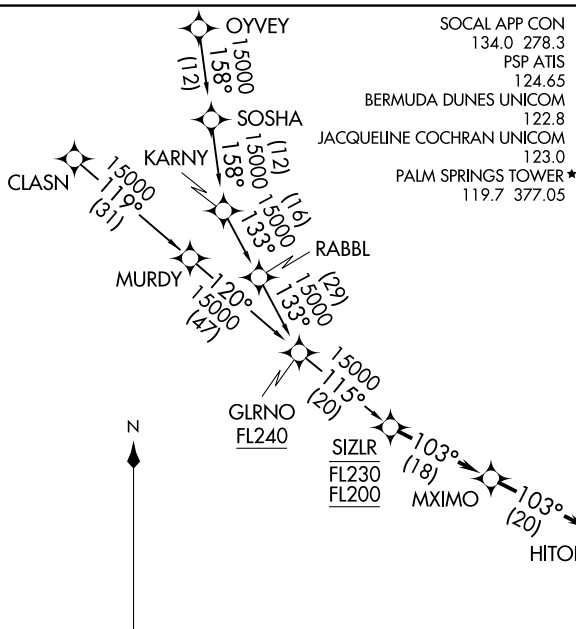 OYVEY
SOCAL APP CON
134.0 278.3
PSP ATIS
124.65
BERMUDA DUNES UNICOM
122.8
JACQUELINE COCHRAN UNICOM
123.0
PALM SPRINGS TOWER ★
119.7 377.05
15000
158°
(12)
SOSHA
15000
158°
(12)
KARNY
CLASN
15000
119°
(31)
15000
133°
(16)
RABBL
MURDY
120°
15000
(47)
15000
133°
(29)
GLRNO
FL240
15000
115°
(20)
SIZLR
FL230
FL200
103°
(18)
MXIMO
103°
(20)
N